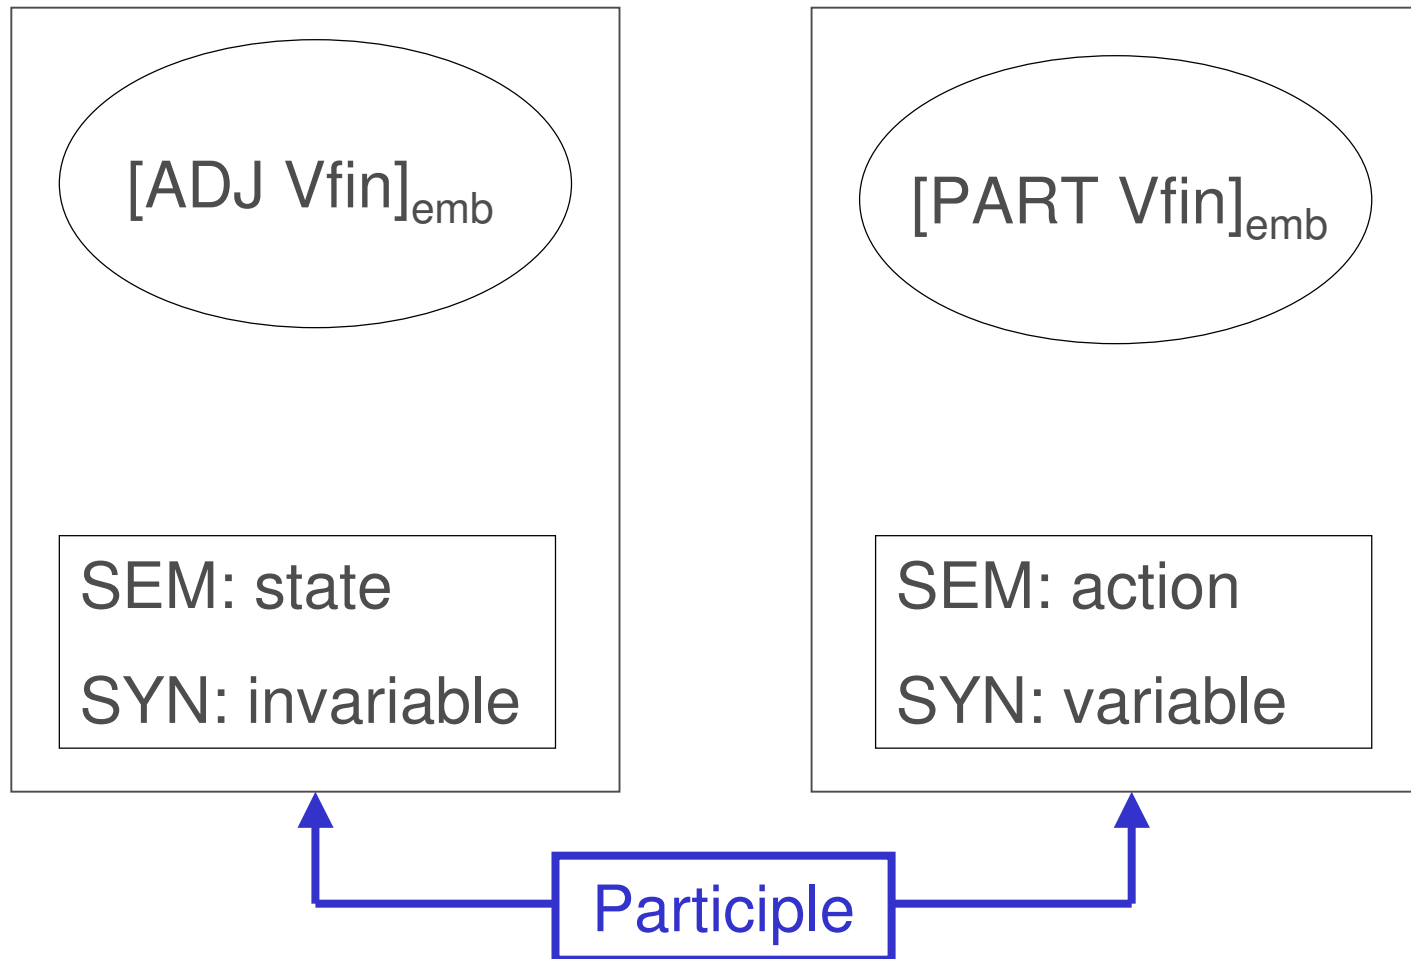 [ADJ Vfin]emb
SEM: state
SYN: invariable
[PART Vfin]emb
SEM: action
SYN: variable
Participle